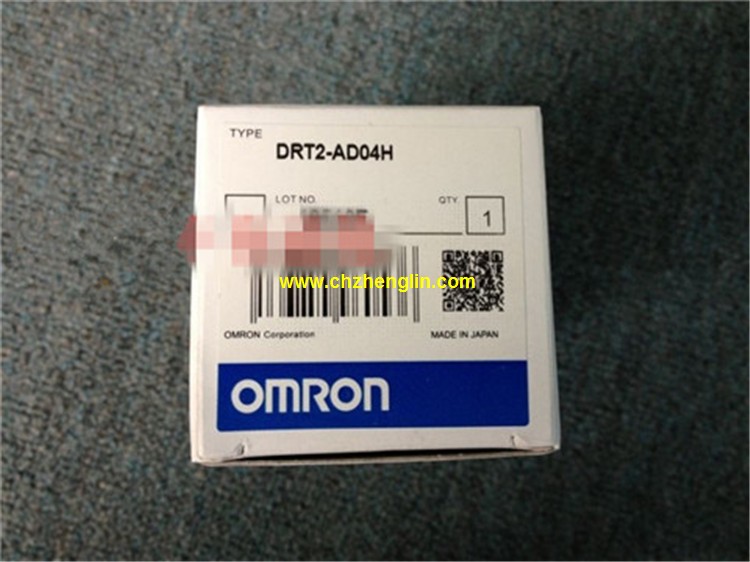 TYPE
DRT2-AD04H
LOT NO.
QTY.
1
www.chzhenglin.com
OMRON Corporation
MADE IN JAPAN
OMRON